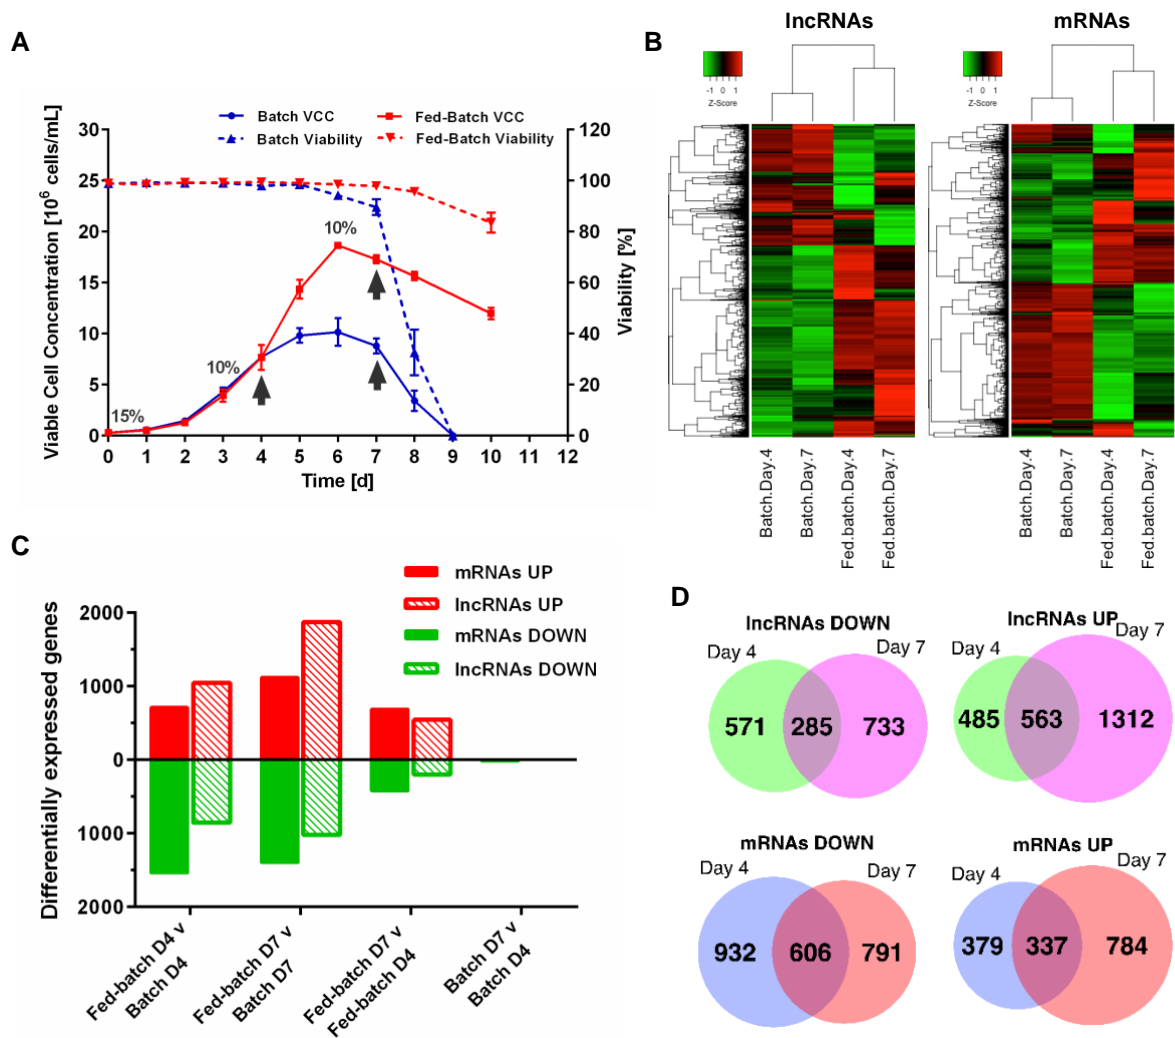 A
Batch VCC
Fed-Batch VCC
Batch Viability
Fed-Batch Viability
Viable Cell Concentration [10⁶ cells/mL]
30
25
20
15
10
5
0
120
100
80
60
40
20
0
Viability [%]
15%
10%
10%
0 1 2 3 4 5 6 7 8 9 10 11 12
Time [d]
B
lncRNAs
mRNAs
-1 0 1
Z-Score
-1 0 1
Z-Score
Batch.Day.4
Batch.Day.7
Fed.batch.Day.4
Fed.batch.Day.7
Batch.Day.4
Batch.Day.7
Fed.batch.Day.4
Fed.batch.Day.7
C
mRNAs UP
lncRNAs UP
mRNAs DOWN
lncRNAs DOWN
Differentially expressed genes
2000
1000
0
1000
2000
Fed-batch D4 v
Batch D4
Fed-batch D7 v
Batch D7
Fed-batch D7 v
Fed-batch D4
Batch D7 v
Batch D4
D
lncRNAs DOWN
Day 4
Day 7
571 285 733
lncRNAs UP
Day 4
Day 7
485 563 1312
mRNAs DOWN
Day 4
Day 7
932 606 791
mRNAs UP
Day 4
Day 7
379 337 784